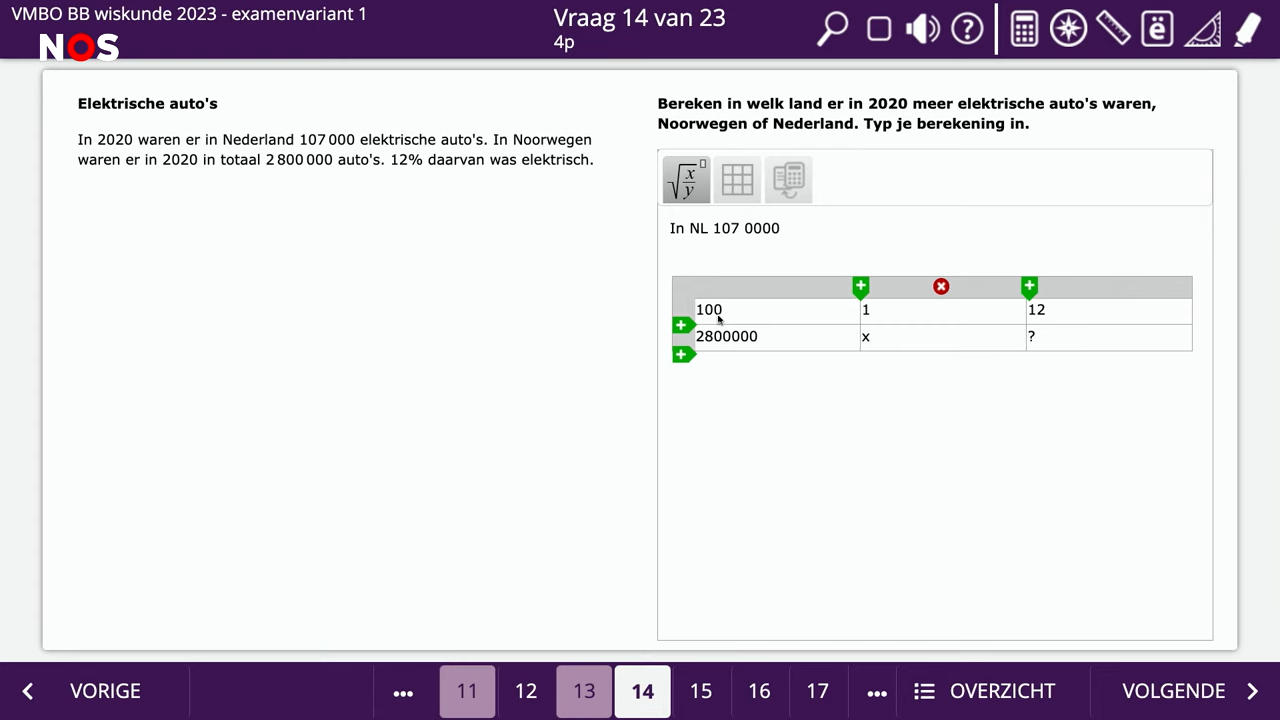 VMBO BB wiskunde 2023 - examenvariant 1
NOS
Vraag 14 van 23
4p
Elektrische auto's
In 2020 waren er in Nederland 107 000 elektrische auto's. In Noorwegen
waren er in 2020 in totaal 2 800 000 auto's. 12% daarvan was elektrisch.
Bereken in welk land er in 2020 meer elektrische auto's waren,
Noorwegen of Nederland. Typ je berekening in.
In NL 107 0000
100 1 12
2800000 x ?
VORIGE ... 11 12 13 14 15 16 17 ... OVERZICHT VOLGENDE